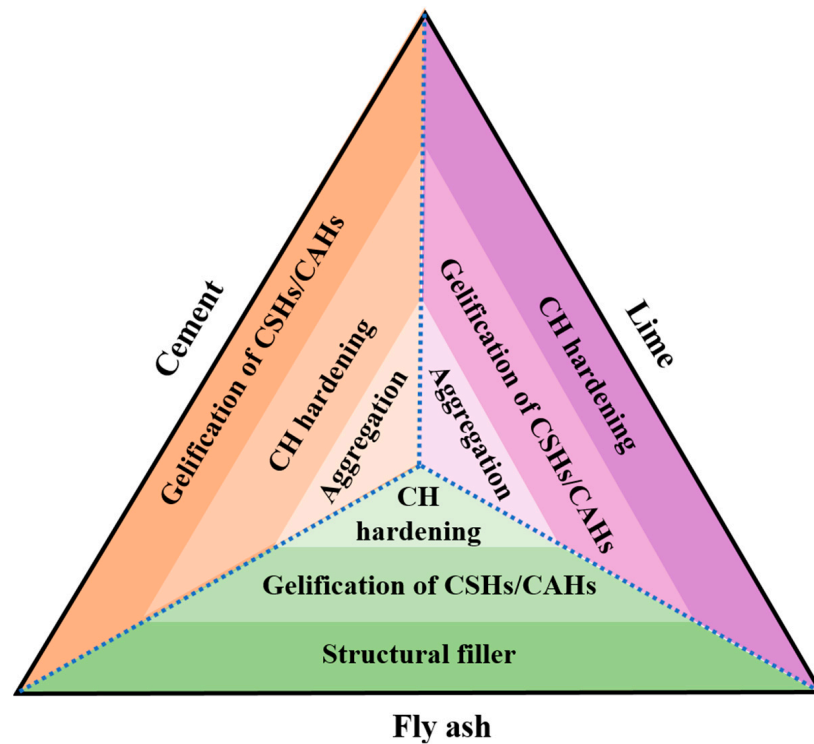 Cement
Gelification of CSHs/CAHs
CH hardening
Aggregation
Lime
CH hardening
Gelification of CSHs/CAHs
Aggregation
CH
hardening
Gelification of CSHs/CAHs
Structural filler
Fly ash